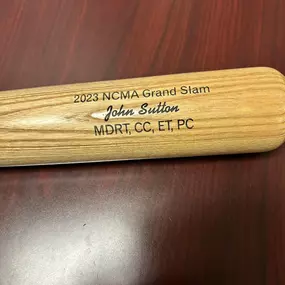 2023 NCMA Grand Slam
John Sutton
MDRT, CC, ET, PC